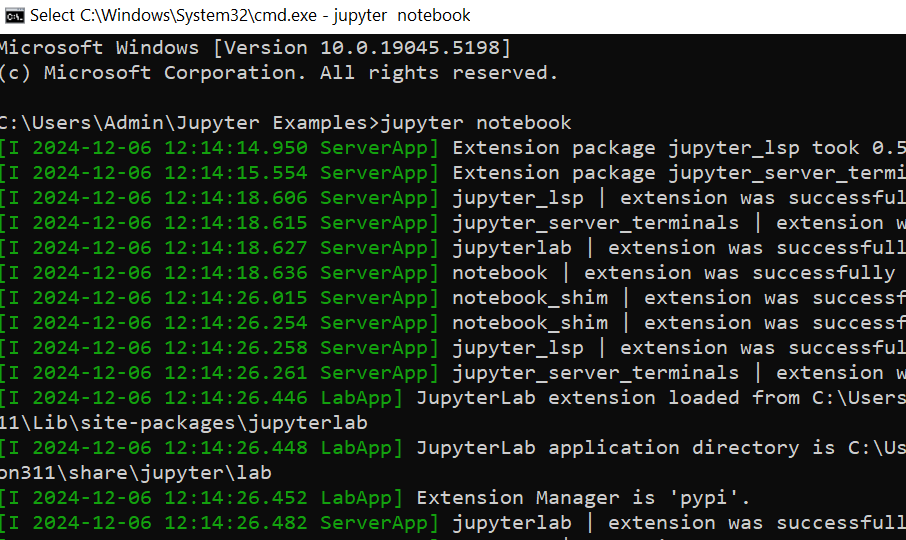 Select C:\Windows\System32\cmd.exe - jupyter  notebook
Microsoft Windows [Version 10.0.19045.5198]
(c) Microsoft Corporation. All rights reserved.
C:\Users\Admin\Jupyter Examples>jupyter notebook
[I 2024-12-06 12:14:14.950 ServerApp] Extension package jupyter_lsp took 0.5
[I 2024-12-06 12:14:15.554 ServerApp] Extension package jupyter_server_termi
[I 2024-12-06 12:14:18.606 ServerApp] jupyter_lsp | extension was successful
[I 2024-12-06 12:14:18.615 ServerApp] jupyter_server_terminals | extension w
[I 2024-12-06 12:14:18.627 ServerApp] jupyterlab | extension was successfull
[I 2024-12-06 12:14:18.636 ServerApp] notebook | extension was successfully
[I 2024-12-06 12:14:26.015 ServerApp] notebook_shim | extension was successf
[I 2024-12-06 12:14:26.254 ServerApp] notebook_shim | extension was successf
[I 2024-12-06 12:14:26.258 ServerApp] jupyter_lsp | extension was successful
[I 2024-12-06 12:14:26.261 ServerApp] jupyter_server_terminals | extension w
[I 2024-12-06 12:14:26.446 LabApp] JupyterLab extension loaded from C:\Users
11\Lib\site-packages\jupyterlab
[I 2024-12-06 12:14:26.448 LabApp] JupyterLab application directory is C:\Us
on311\share\jupyter\lab
[I 2024-12-06 12:14:26.452 LabApp] Extension Manager is 'pypi'.
[I 2024-12-06 12:14:26.482 ServerApp] jupyterlab | extension was successfull